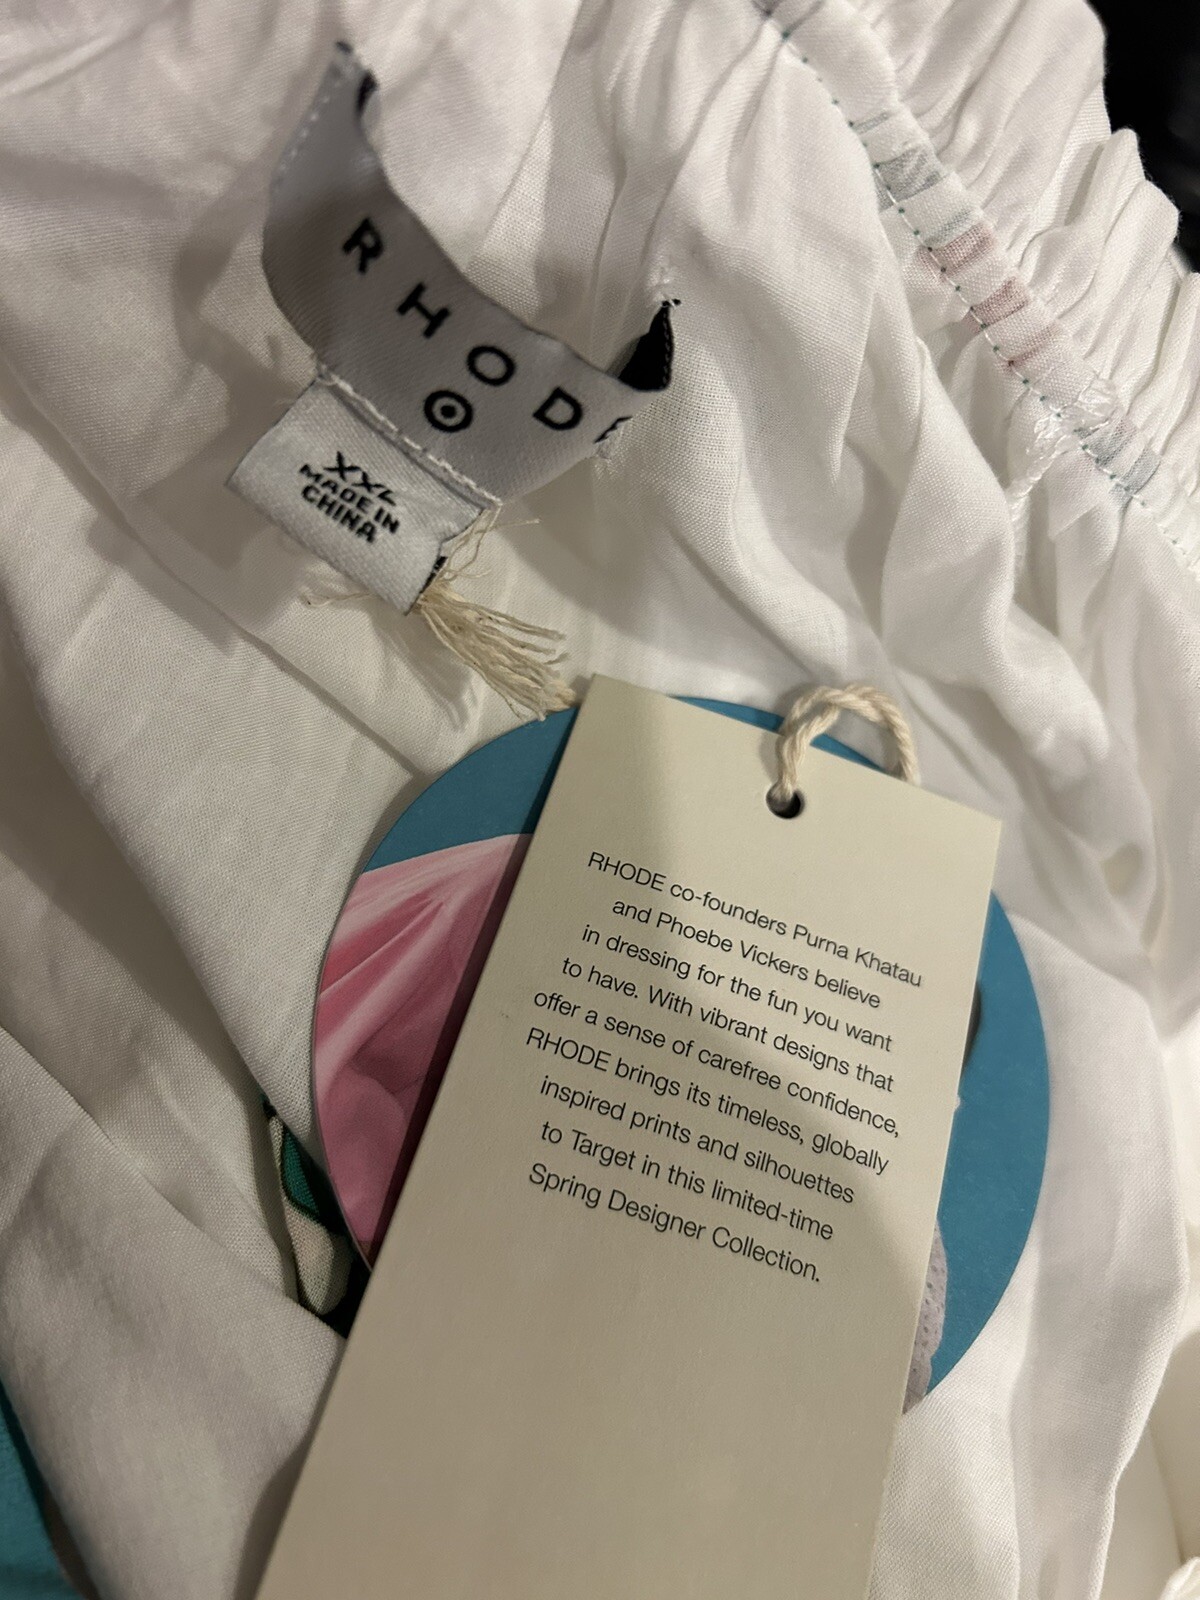 RHODE
XXL
MADE IN
CHINA
RHODE co-founders Purna Khatau
and Phoebe Vickers believe
in dressing for the fun you want
to have. With vibrant designs that
offer a sense of carefree confidence,
RHODE brings its timeless, globally
inspired prints and silhouettes
to Target in this limited-time
Spring Designer Collection.